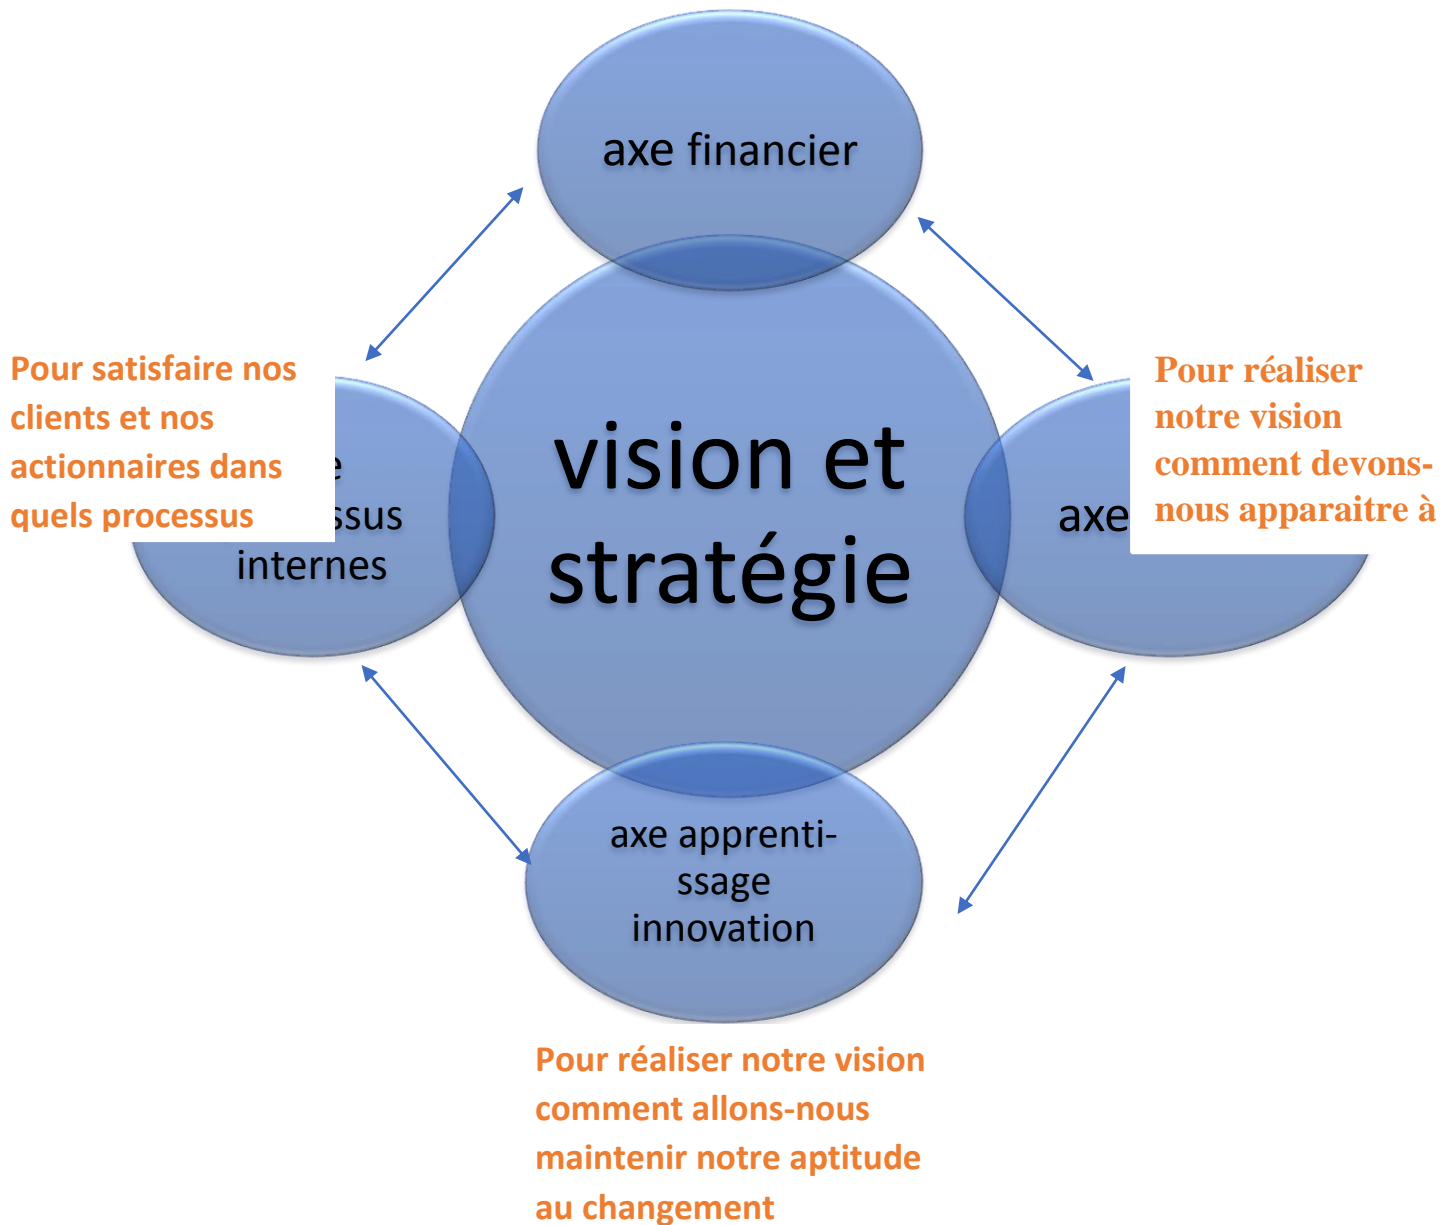 axe financier
Pour satisfaire nos
clients et nos
actionnaires dans
quels processus
internes
vision et
stratégie
Pour réaliser
notre vision
comment devons-
nous apparaitre à
axe
axe apprenti-
ssage
innovation
Pour réaliser notre vision
comment allons-nous
maintenir notre aptitude
au changement